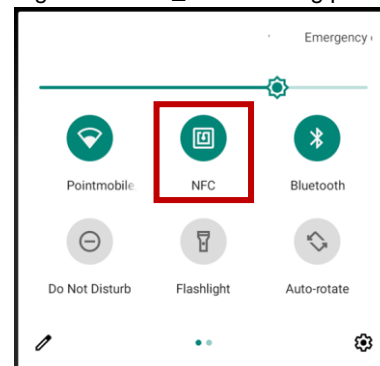 Emergency
Pointmobile
NFC
Bluetooth
Do Not Disturb
Flashlight
Auto-rotate